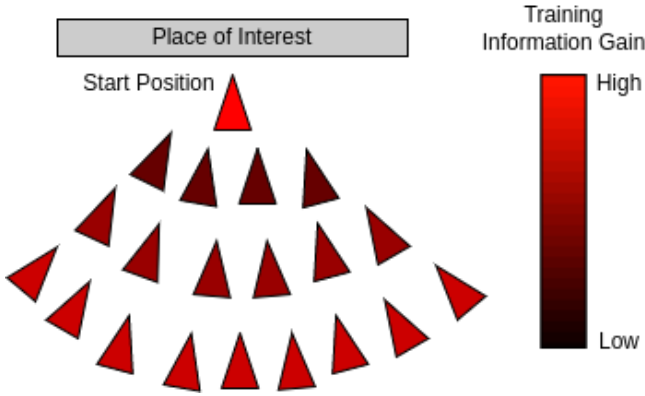 Place of Interest
Start Position
Training
Information Gain
High
Low